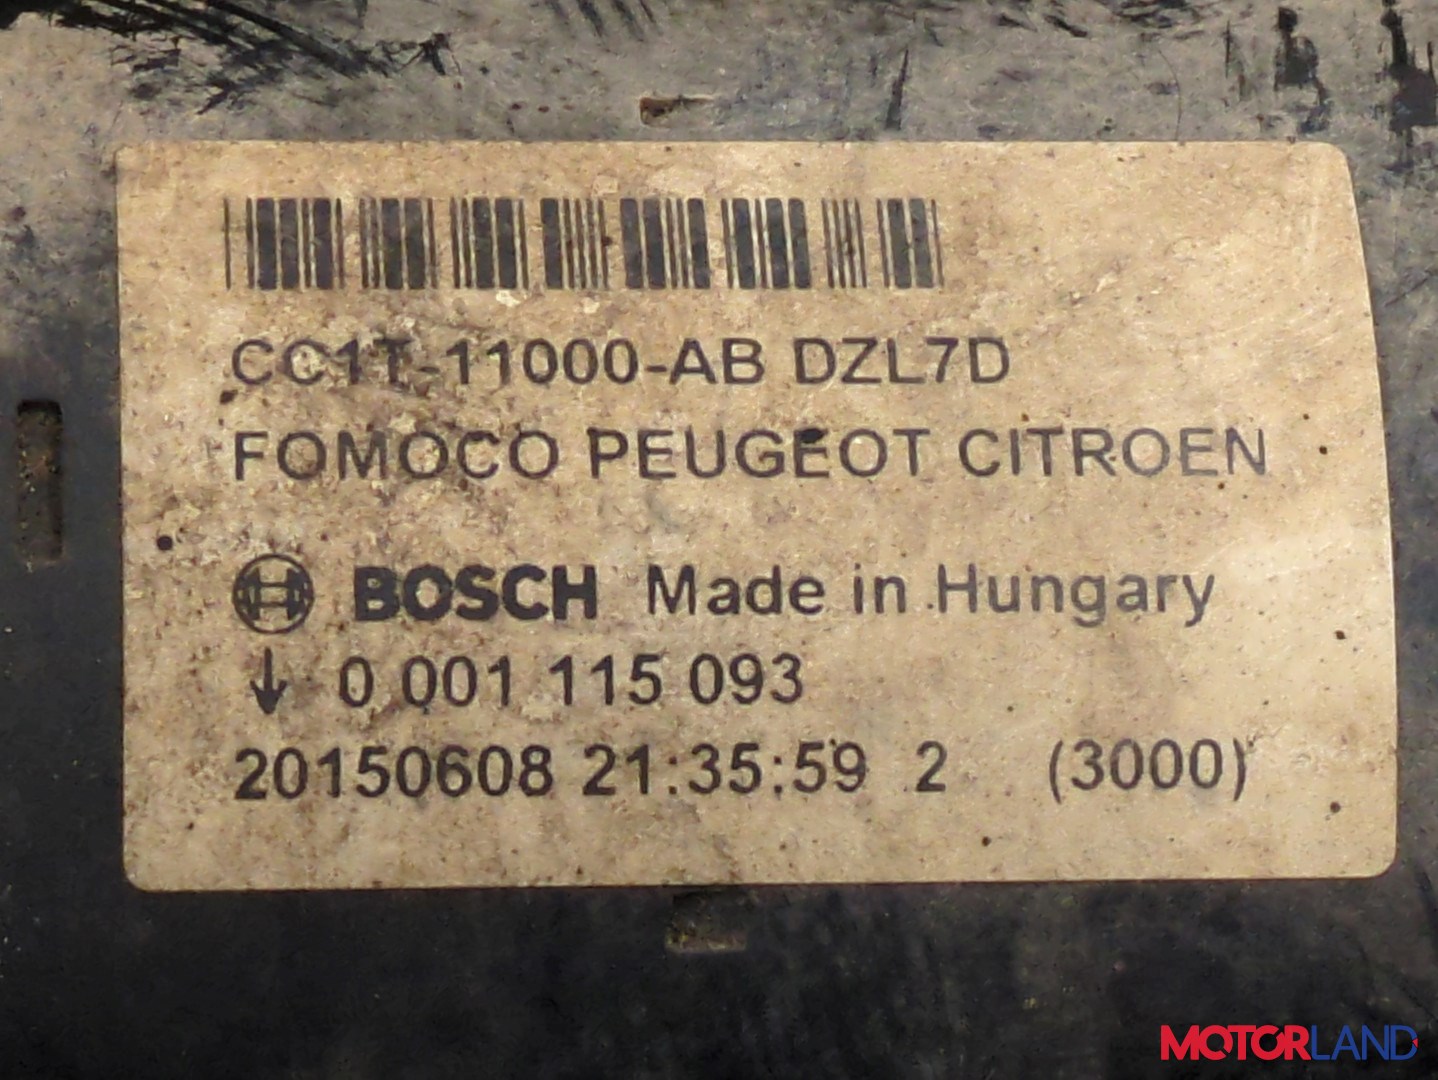 CC1T-11000-AB DZL7D
FOMOCO PEUGEOT CITROEN
BOSCH Made in Hungary
↓ 0 001 115 093
20150608 21:35:59 2 (3000)
MOTORLAND